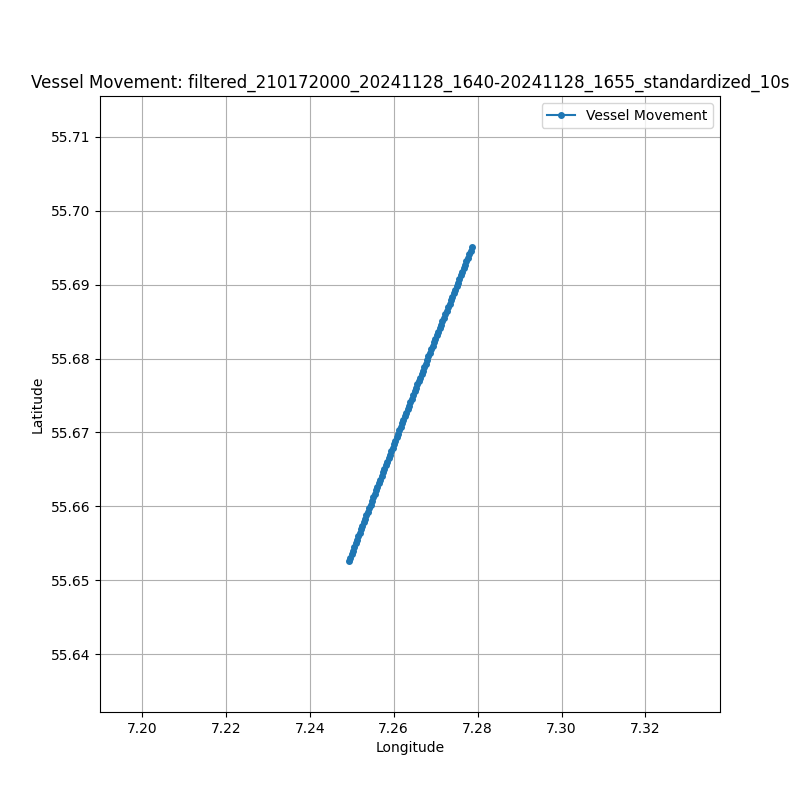 Vessel Movement: filtered_210172000_20241128_1640-20241128_1655_standardized_10s
Vessel Movement
55.71
55.70
55.69
55.68
55.67
55.66
55.65
55.64
Latitude
7.20 7.22 7.24 7.26 7.28 7.30 7.32
Longitude